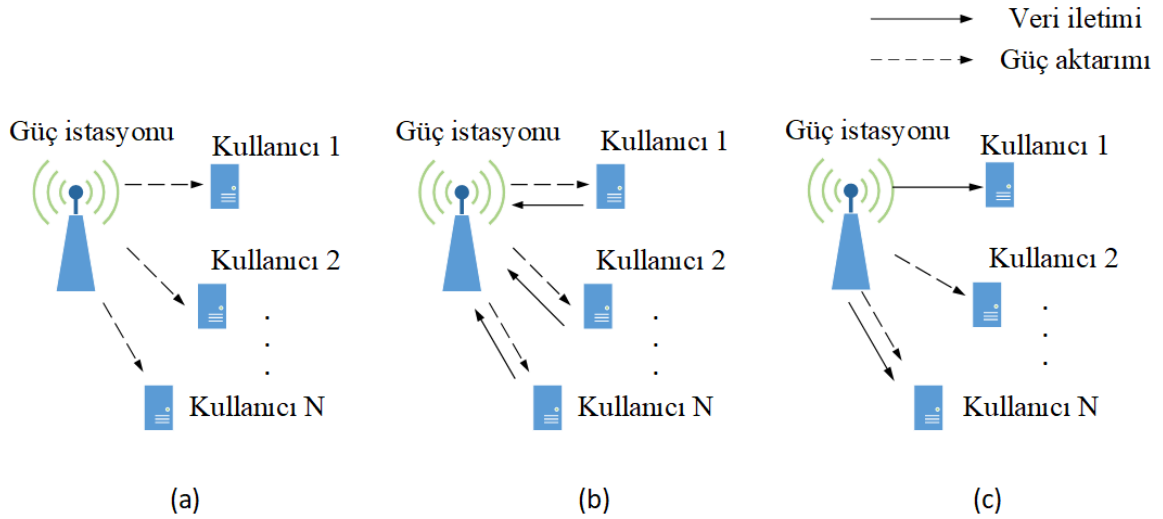 Veri iletimi
Güç aktarımı
Güç istasyonu
Kullanıcı 1
Kullanıcı 2
Kullanıcı N
(a)
Güç istasyonu
Kullanıcı 1
Kullanıcı 2
Kullanıcı N
(b)
Güç istasyonu
Kullanıcı 1
Kullanıcı 2
Kullanıcı N
(c)